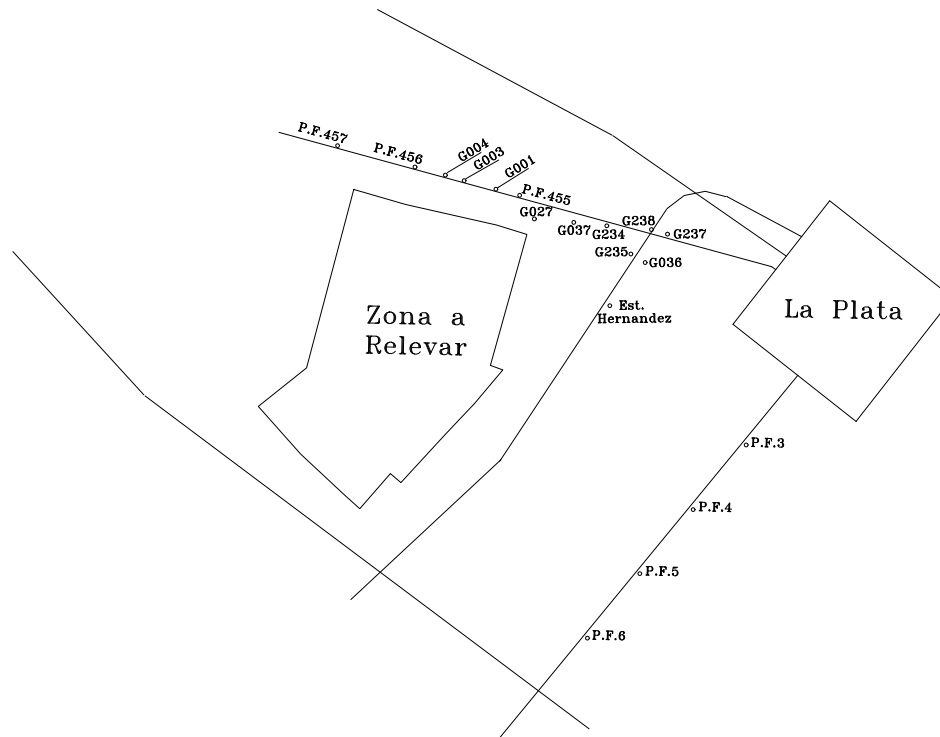 P.F.457
P.F.456
G004
G003
G001
P.F.455
G027
G037
G234
G238
G237
G235
G036
Est.
Hernandez
Zona a
Relevar
La Plata
P.F.3
P.F.4
P.F.5
P.F.6